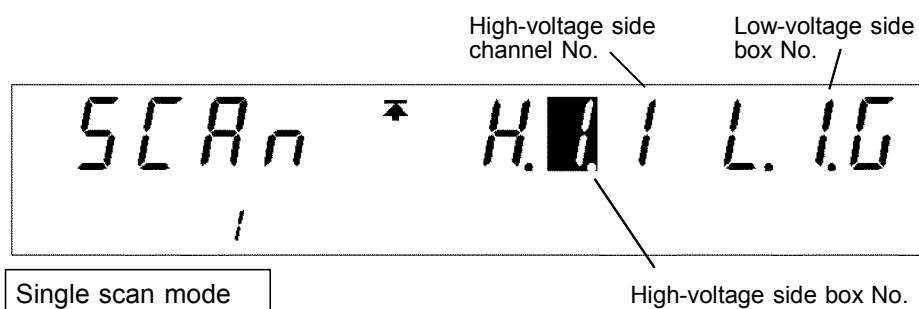 High-voltage side
channel No.
Low-voltage side
box No.
SCAn H.1.1 L.1.G
1
Single scan mode
High-voltage side box No.